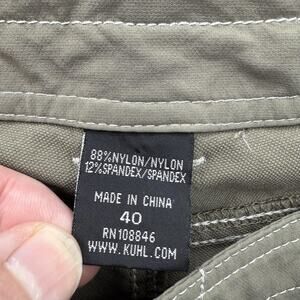 88%NYLON/NYLON
12%SPANDEX/SPANDEX
MADE IN CHINA
40
RN108846
WWW.KUHL.COM